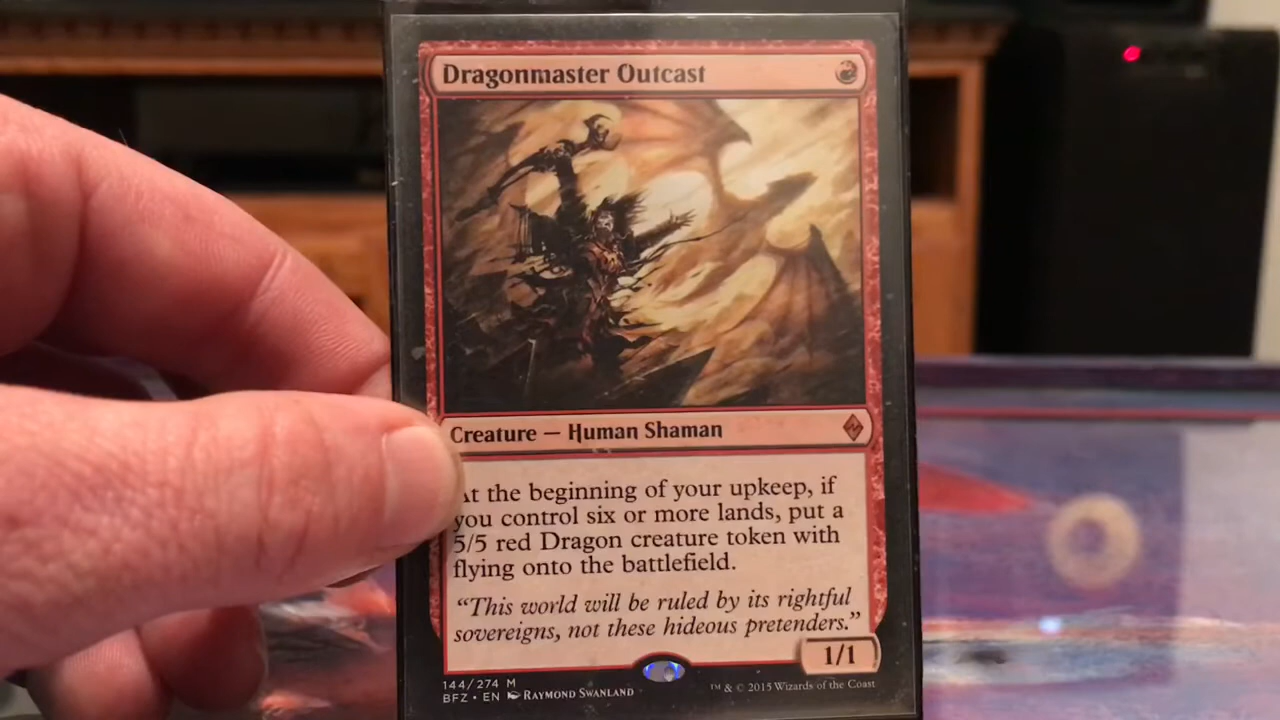 Dragonmaster Outcast
Creature — Human Shaman
At the beginning of your upkeep, if
you control six or more lands, put a
5/5 red Dragon creature token with
flying onto the battlefield.
“This world will be ruled by its rightful
sovereigns, not these hideous pretenders.”
1/1
144/274 M
BFZ • EN RAYMOND SWANLAND
™ & © 2015 Wizards of the Coast